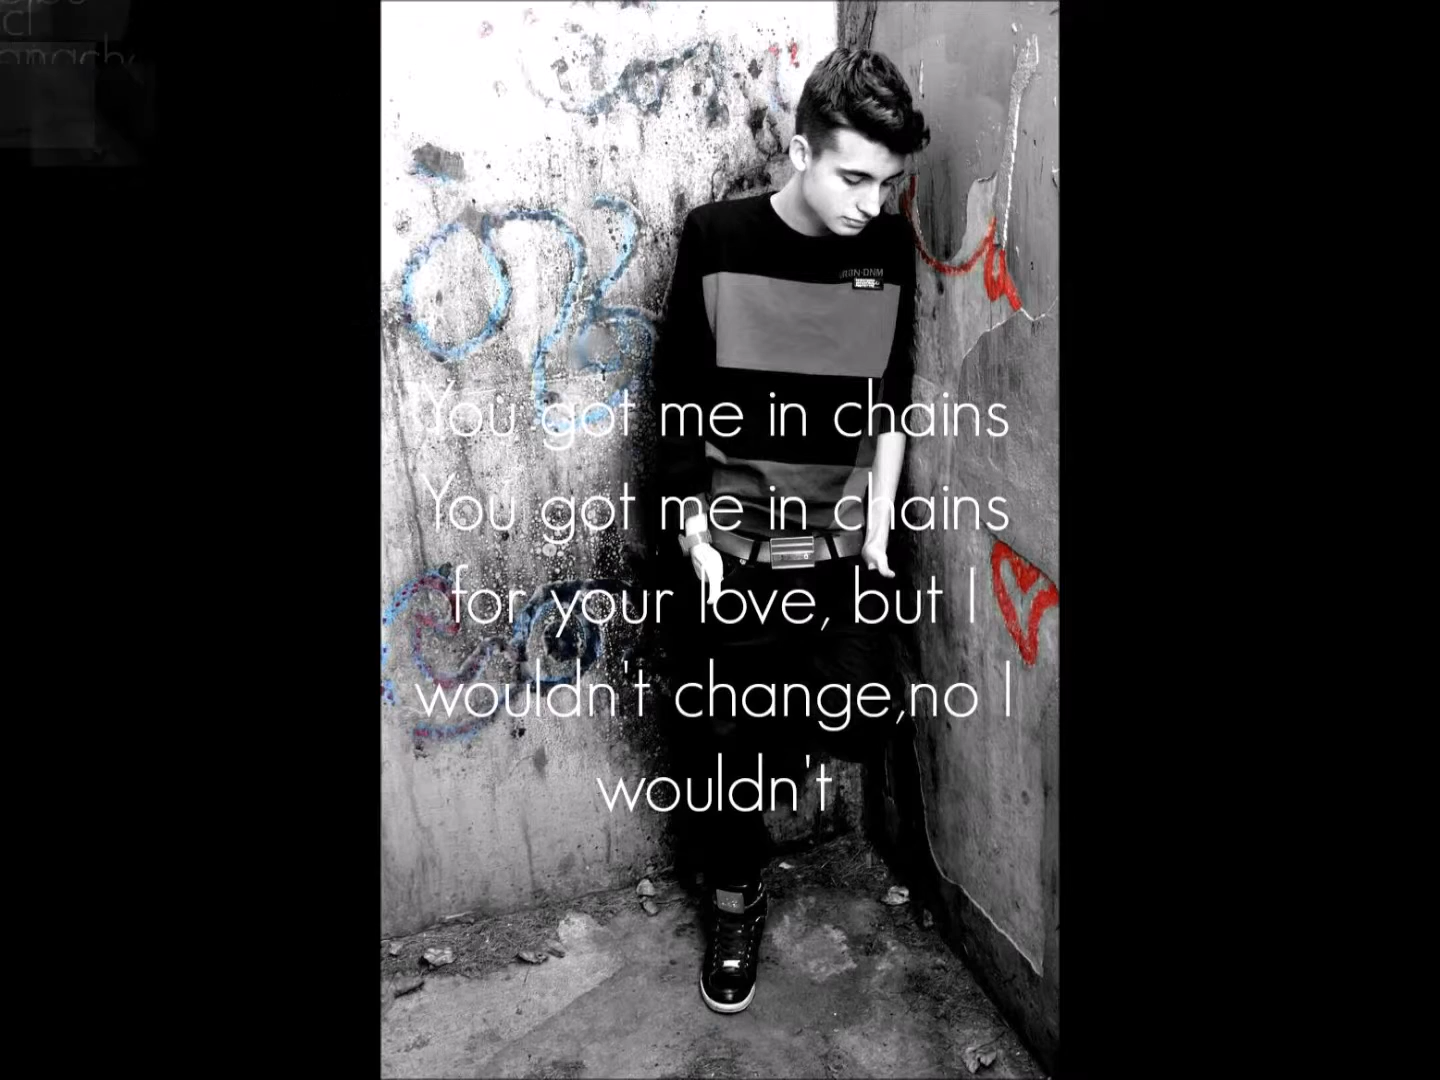 You got me in chains
You got me in chains
for your love, but I
wouldn't change,no I
wouldn't